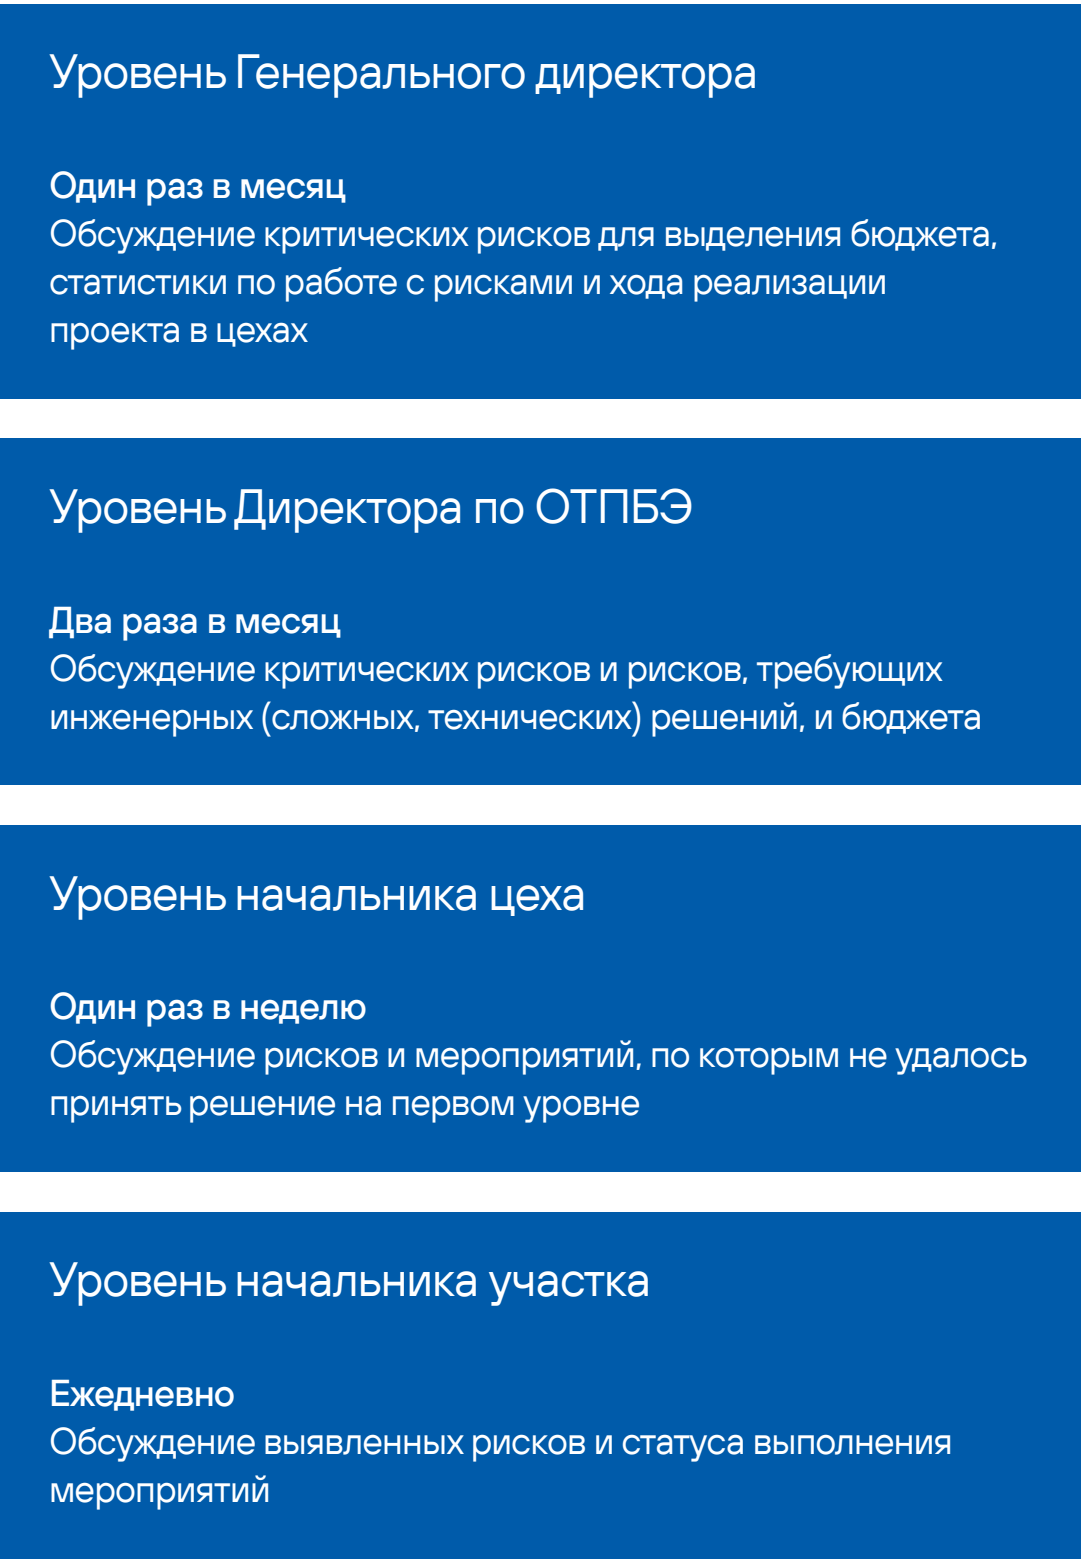 Уровень Генерального директора
Один раз в месяц
Обсуждение критических рисков для выделения бюджета,
статистики по работе с рисками и хода реализации
проекта в цехах
Уровень Директора по ОТПБЭ
Два раза в месяц
Обсуждение критических рисков и рисков, требующих
инженерных (сложных, технических) решений, и бюджета
Уровень начальника цеха
Один раз в неделю
Обсуждение рисков и мероприятий, по которым не удалось
принять решение на первом уровне
Уровень начальника участка
Ежедневно
Обсуждение выявленных рисков и статуса выполнения
мероприятий